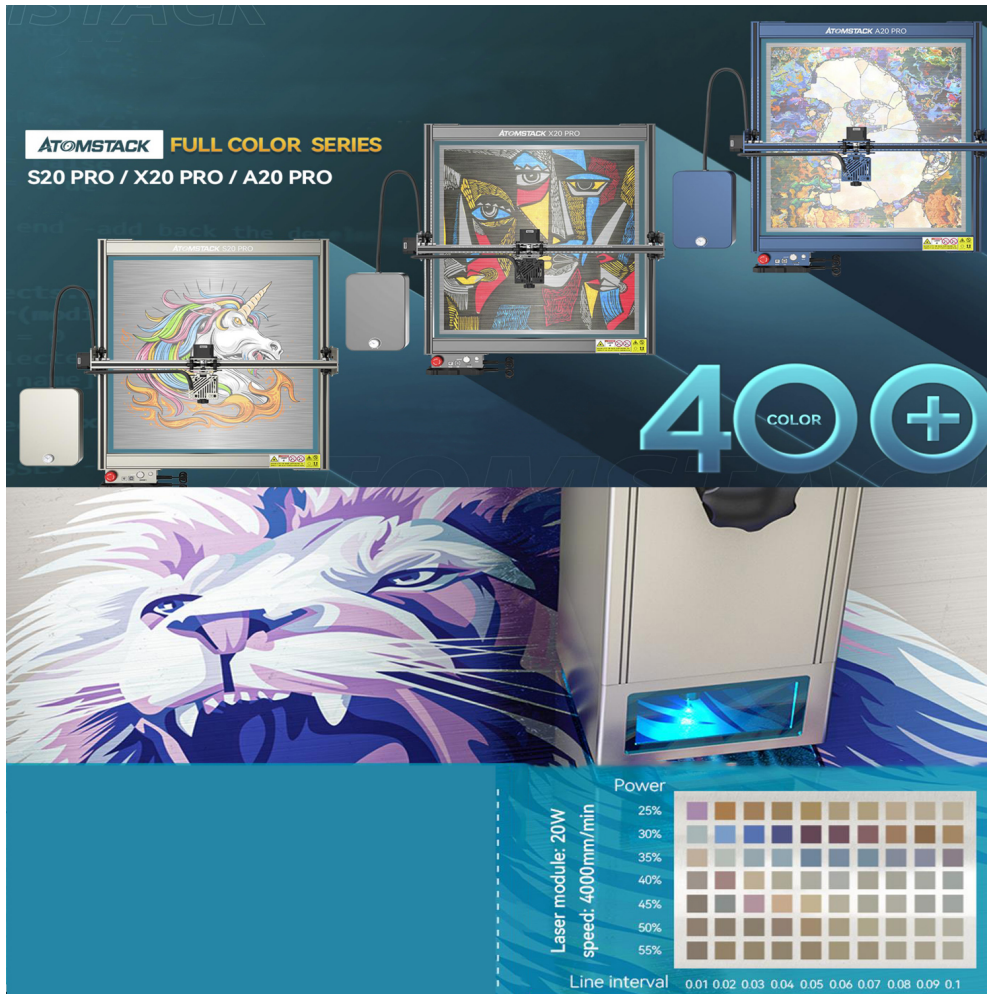 ATOMSTACK
ATOMSTACK A20 PRO
ATOMSTACK X20 PRO
ATOMSTACK FULL COLOR SERIES
S20 PRO / X20 PRO / A20 PRO
ATOMSTACK S20 PRO
400+
COLOR
ATOMSTACK
Power
Laser module: 20W
speed: 4000mm/min
25%
30%
35%
40%
45%
50%
55%
Line interval 0.01 0.02 0.03 0.04 0.05 0.06 0.07 0.08 0.09 0.1